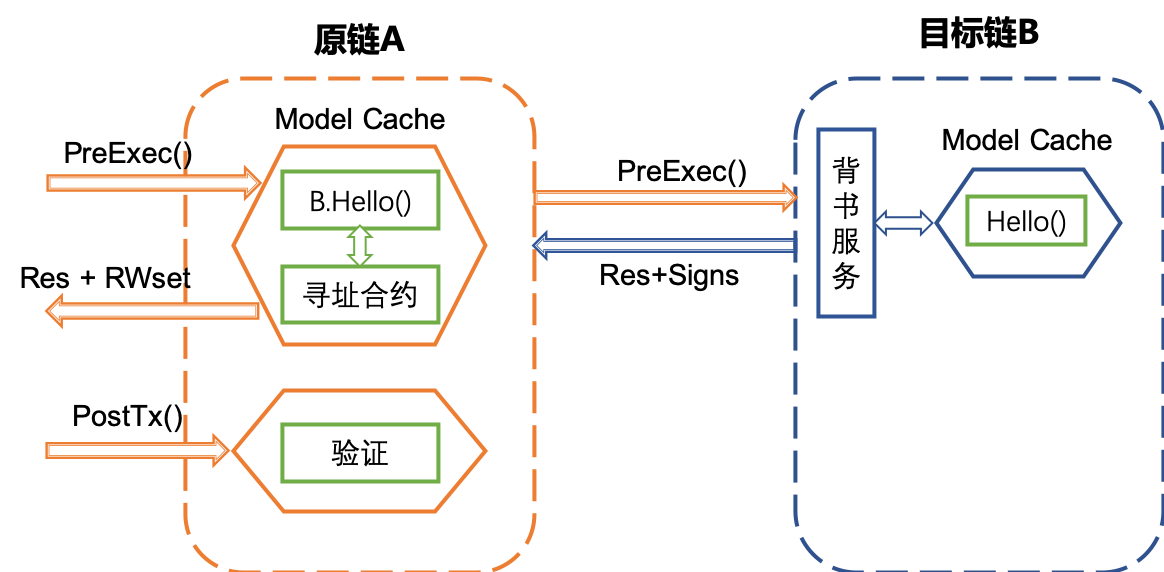 原链A
目标链B
Model Cache
PreExec()
B.Hello()
寻址合约
Res + RWset
PostTx()
验证
PreExec()
Res+Signs
背书服务
Model Cache
Hello()